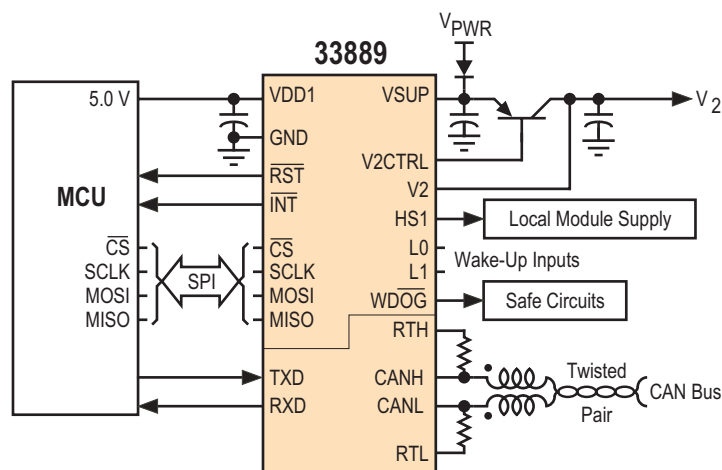 V_PWR
33889
5.0 V
VDD1
VSUP
V_2
GND
V2CTRL
RST
V2
MCU
INT
HS1
Local Module Supply
CS
CS
L0
SCLK
SPI
SCLK
L1
Wake-Up Inputs
MOSI
MOSI
WDOG
Safe Circuits
MISO
MISO
RTH
TXD
CANH
Twisted
CAN Bus
RXD
CANL
Pair
RTL